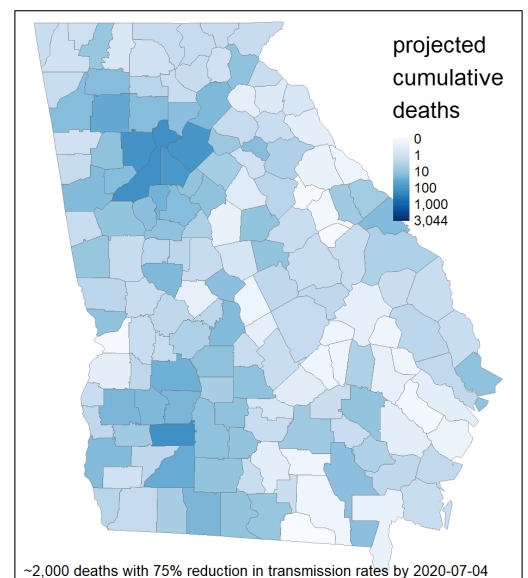 projected
cumulative
deaths
0
1
10
100
1,000
3,044
~2,000 deaths with 75% reduction in transmission rates by 2020-07-04